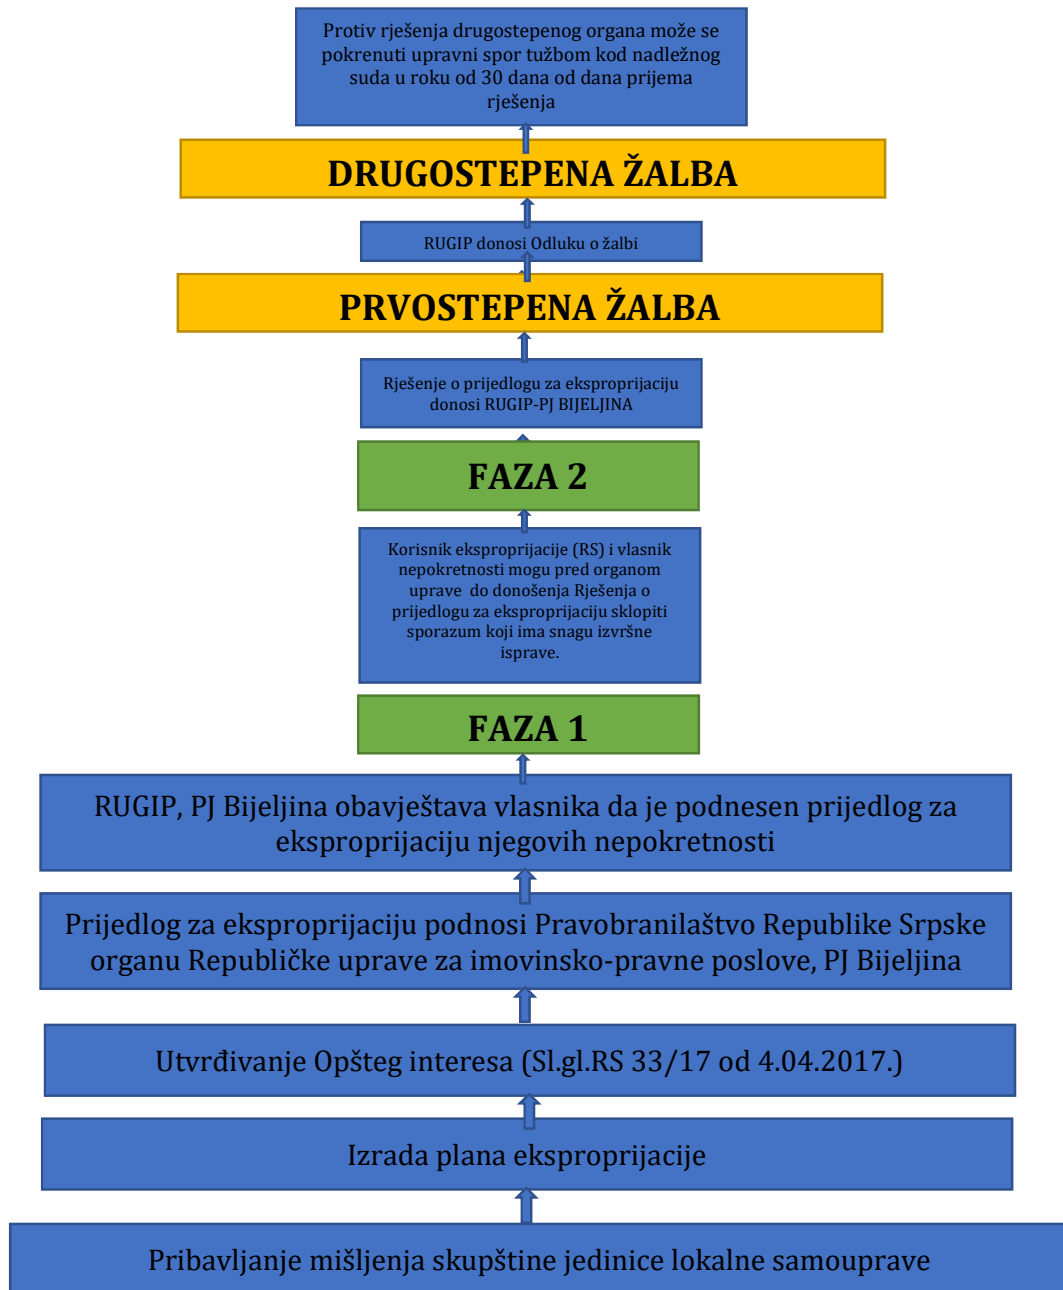 Protiv rješenja drugostepenog organa može se
pokrenuti upravni spor tužbom kod nadležnog
suda u roku od 30 dana od dana prijema
rješenja
DRUGOSTEPENA ŽALBA
RUGIP donosi Odluku o žalbi
PRVOSTEPENA ŽALBA
Rješenje o prijedlogu za eksproprijaciju
donosi RUGIP-PJ BIJELJINA
FAZA 2
Korisnik eksproprijacije (RS) i vlasnik
nepokretnosti mogu pred organom
uprave do donošenja Rješenja o
prijedlogu za eksproprijaciju sklopiti
sporazum koji ima snagu izvršne
isprave.
FAZA 1
RUGIP, PJ Bijeljina obavještava vlasnika da je podnesen prijedlog za
eksproprijaciju njegovih nepokretnosti
Prijedlog za eksproprijaciju podnosi Pravobranilaštvo Republike Srpske
organu Republičke uprave za imovinsko-pravne poslove, PJ Bijeljina
Utvrđivanje Opšteg interesa (Sl.gl.RS 33/17 od 4.04.2017.)
Izrada plana eksproprijacije
Pribavljanje mišljenja skupštine jedinice lokalne samouprave